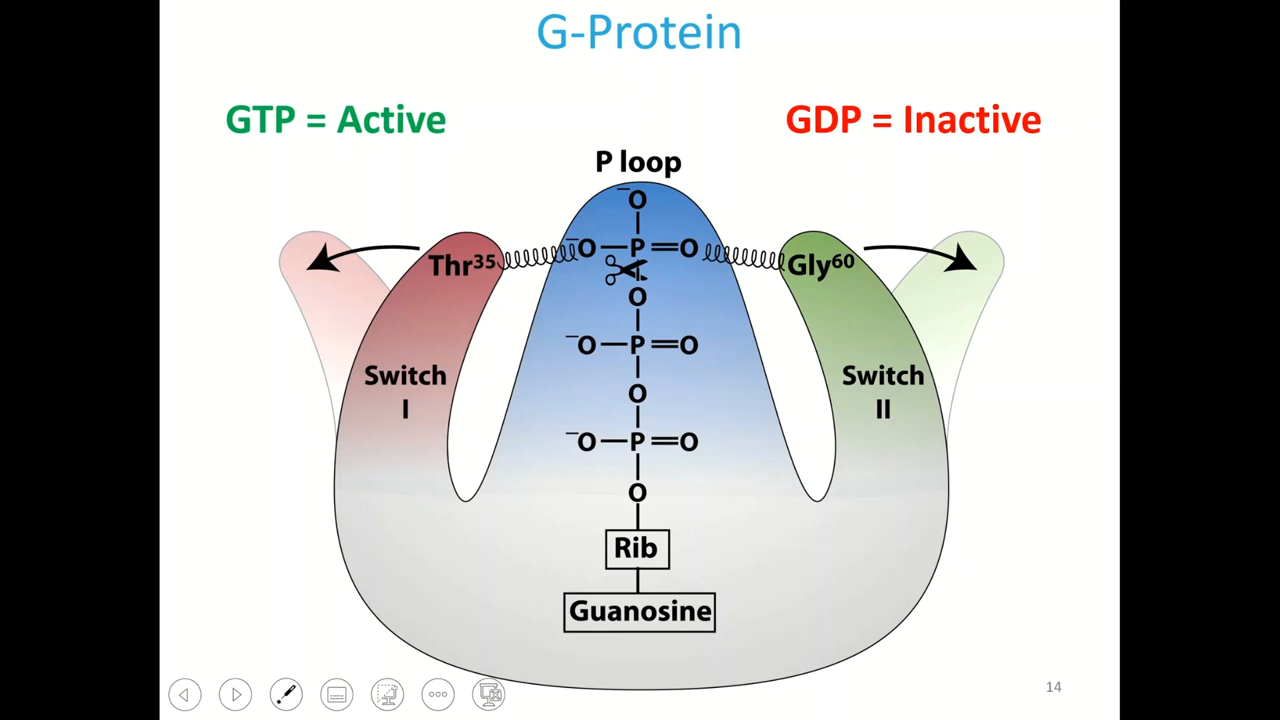 G-Protein
GTP = Active
GDP = Inactive
P loop
⁻O
Thr³⁵
⁻O—P=O
Gly⁶⁰
O
⁻O—P=O
Switch
I
Switch
II
O
⁻O—P=O
O
Rib
Guanosine
14